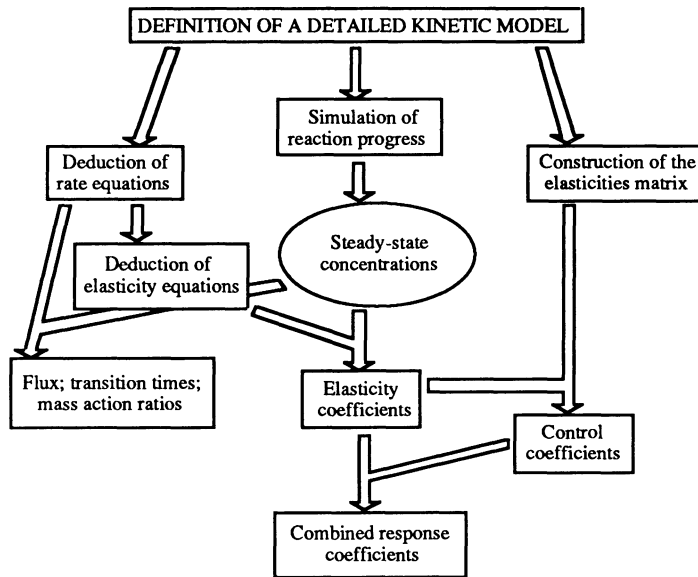 DEFINITION OF A DETAILED KINETIC MODEL
Simulation of
reaction progress
Deduction of
rate equations
Construction of the
elasticities matrix
Steady-state
concentrations
Deduction of
elasticity equations
Flux; transition times;
mass action ratios
Elasticity
coefficients
Control
coefficients
Combined response
coefficients